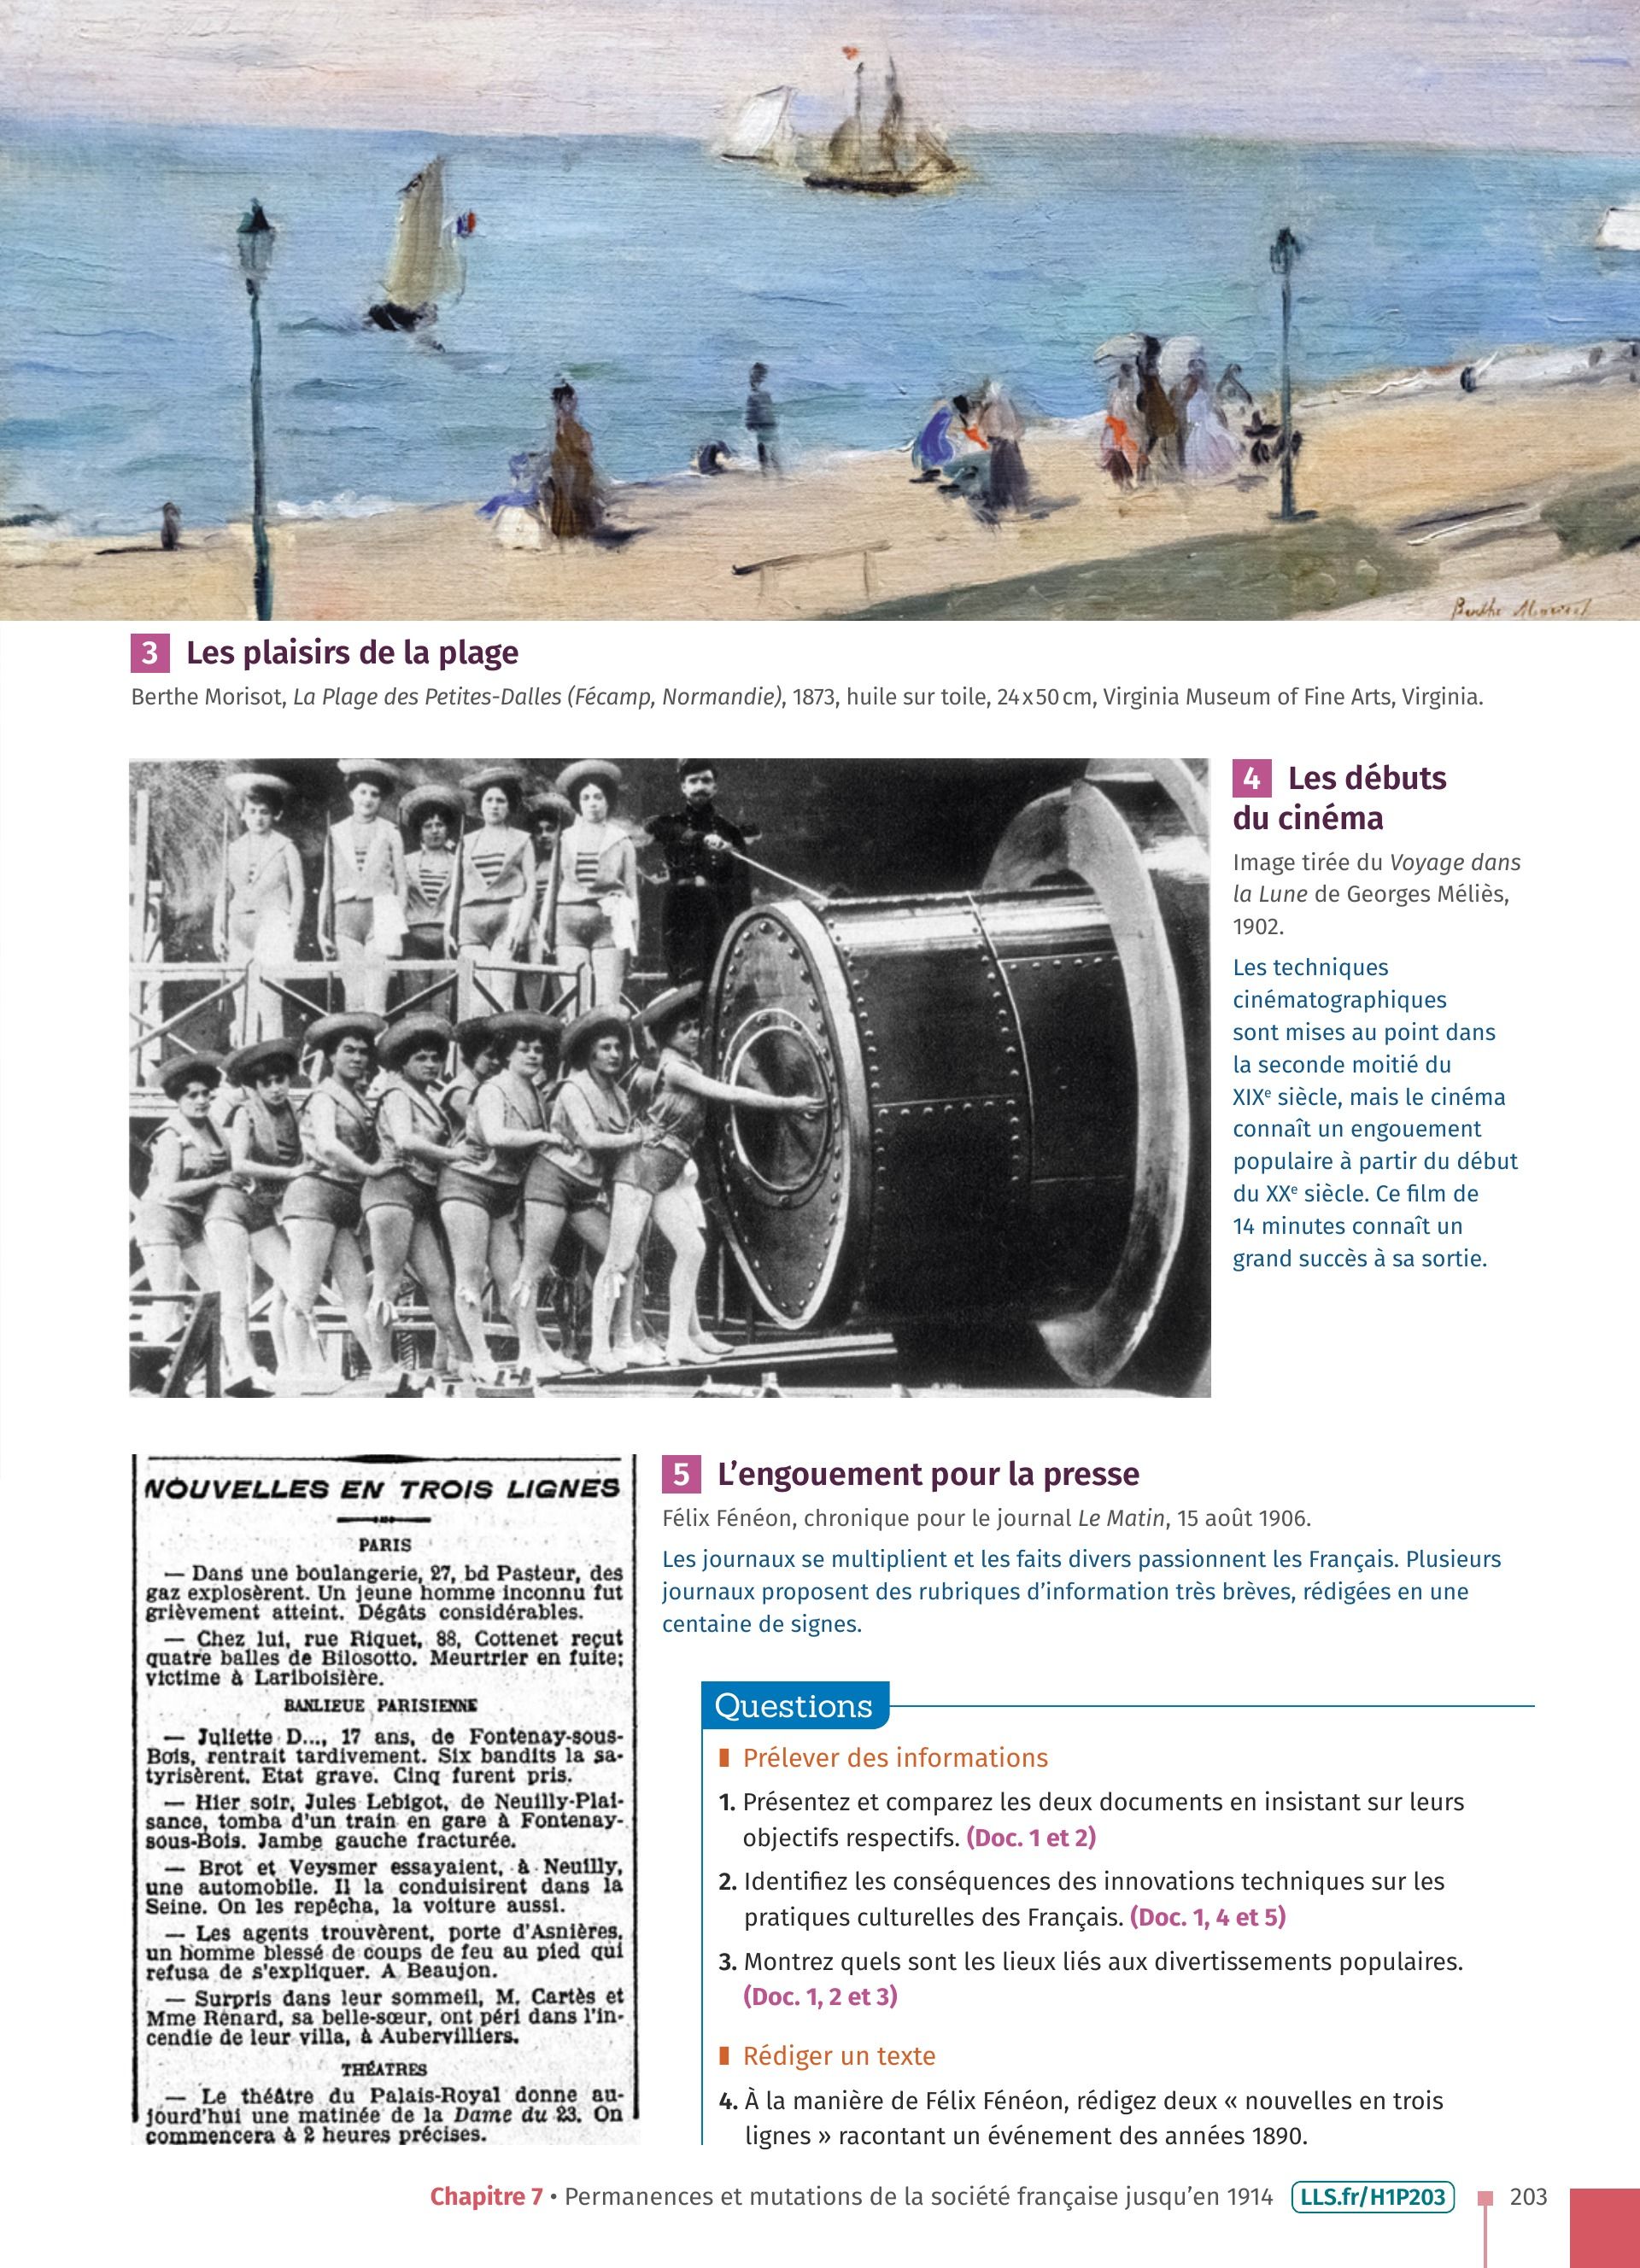 Berthe Morisot
3 Les plaisirs de la plage
Berthe Morisot, La Plage des Petites-Dalles (Fécamp, Normandie), 1873, huile sur toile, 24 x 50 cm, Virginia Museum of Fine Arts, Virginia.
4 Les débuts
du cinéma
Image tirée du Voyage dans
la Lune de Georges Méliès,
1902.
Les techniques
cinématographiques
sont mises au point dans
la seconde moitié du
XIXe siècle, mais le cinéma
connaît un engouement
populaire à partir du début
du XXe siècle. Ce film de
14 minutes connaît un
grand succès à sa sortie.
NOUVELLES EN TROIS LIGNES
PARIS
— Dans une boulangerie, 27, bd Pasteur, des
gaz explosèrent. Un jeune homme inconnu fut
grièvement atteint. Dégâts considérables.
— Chez lui, rue Riquet, 88, Cottenet reçut
quatre balles de Bilosotto. Meurtrier en fuite;
victime à Lariboisière.
BANLIEUE PARISIENNE
— Juliette D..., 17 ans, de Fontenay-sous-
Bois, rentrait tardivement. Six bandits la sa-
tyrisèrent. Etat grave. Cinq furent pris.
— Hier soir, Jules Lebigot, de Neuilly-Plai-
sance, tomba d'un train en gare à Fontenay-
sous-Bois. Jambe gauche fracturée.
— Brot et Veysmer essayaient, à Neuilly,
une automobile. Il la conduisirent dans la
Seine. On les repêcha, la voiture aussi.
— Les agents trouvèrent, porte d'Asnières,
un homme blessé de coups de feu au pied qui
refusa de s'expliquer. A Beaujon.
— Surpris dans leur sommeil, M. Cartès et
Mme Renard, sa belle-sœur, ont péri dans l'in-
cendie de leur villa, à Aubervilliers.
THÉATRES
— Le théâtre du Palais-Royal donne au-
jourd'hui une matinée de la Dame du 23. On
commencera à 2 heures précises.
5 L'engouement pour la presse
Félix Fénéon, chronique pour le journal Le Matin, 15 août 1906.
Les journaux se multiplient et les faits divers passionnent les Français. Plusieurs
journaux proposent des rubriques d'information très brèves, rédigées en une
centaine de signes.
Questions
Prélever des informations
1. Présentez et comparez les deux documents en insistant sur leurs
objectifs respectifs. (Doc. 1 et 2)
2. Identifiez les conséquences des innovations techniques sur les
pratiques culturelles des Français. (Doc. 1, 4 et 5)
3. Montrez quels sont les lieux liés aux divertissements populaires.
(Doc. 1, 2 et 3)
Rédiger un texte
4. À la manière de Félix Fénéon, rédigez deux « nouvelles en trois
lignes » racontant un événement des années 1890.
Chapitre 7 • Permanences et mutations de la société française jusqu'en 1914 LLS.fr/H1P203 203